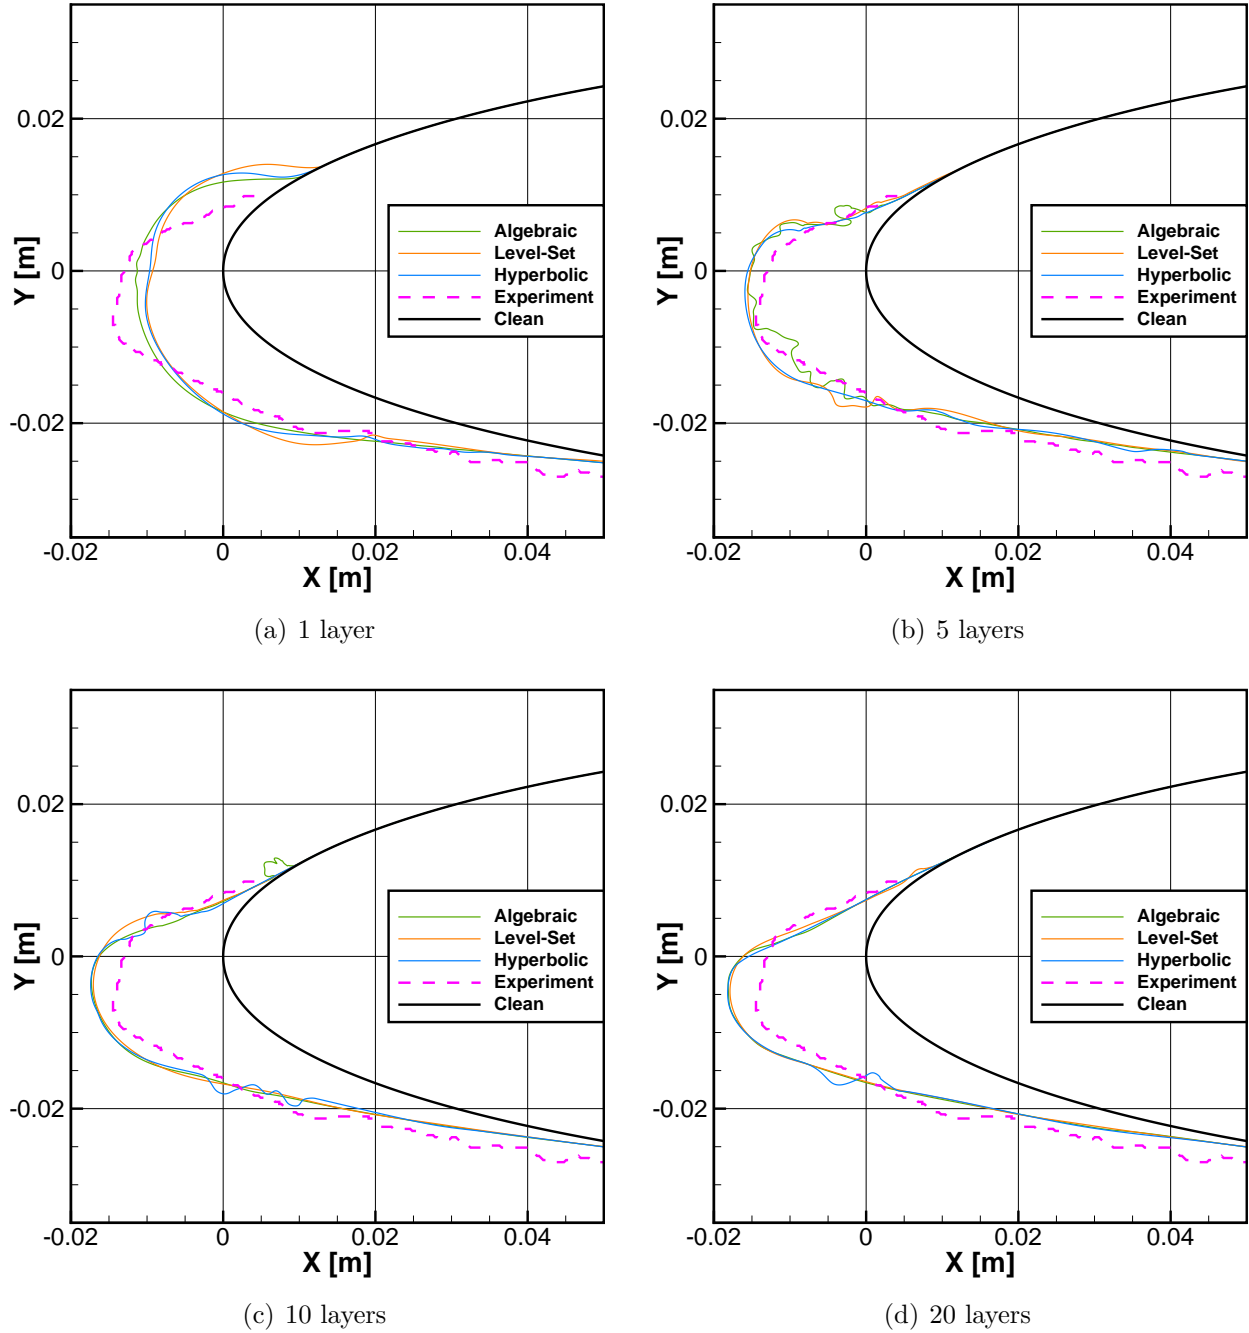 0.02
0
-0.02
Y [m]
-0.02
0
0.02
0.04
X [m]
Algebraic
Level-Set
Hyperbolic
Experiment
Clean
(a) 1 layer
0.02
0
-0.02
Y [m]
-0.02
0
0.02
0.04
X [m]
Algebraic
Level-Set
Hyperbolic
Experiment
Clean
(b) 5 layers
0.02
0
-0.02
Y [m]
-0.02
0
0.02
0.04
X [m]
Algebraic
Level-Set
Hyperbolic
Experiment
Clean
(c) 10 layers
0.02
0
-0.02
Y [m]
-0.02
0
0.02
0.04
X [m]
Algebraic
Level-Set
Hyperbolic
Experiment
Clean
(d) 20 layers